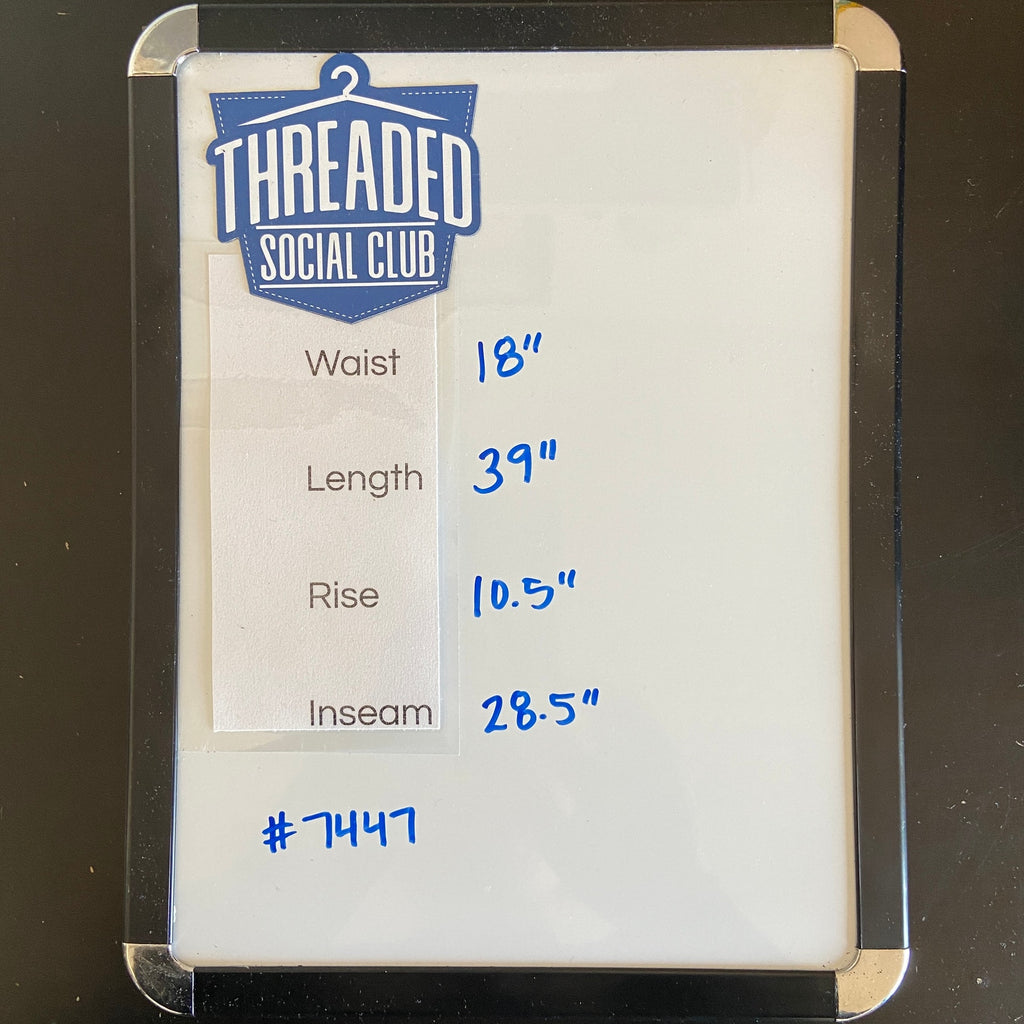 THREADED
SOCIAL CLUB
Waist 18"
Length 39"
Rise 10.5"
Inseam 28.5"
#7447